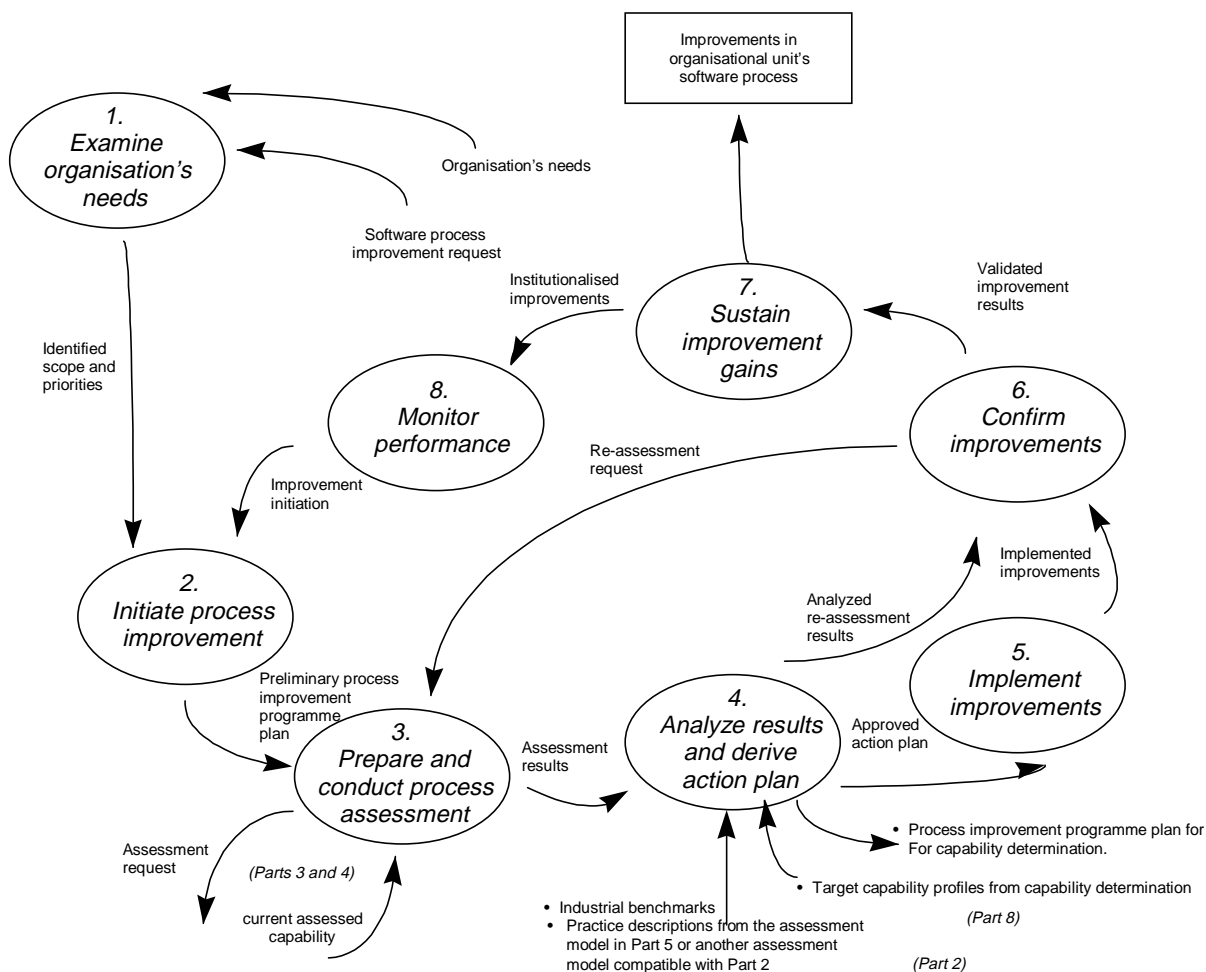 Improvements in
organisational unit's
software process
1.
Examine
organisation's
needs
Organisation's needs
Software process
improvement request
Institutionalised
improvements
7.
Sustain
improvement
gains
Validated
improvement
results
Identified
scope and
priorities
8.
Monitor
performance
6.
Confirm
improvements
Re-assessment
request
Improvement
initiation
Implemented
improvements
2.
Initiate process
improvement
Analyzed
re-assessment
results
5.
Implement
improvements
Preliminary process
improvement
programme
plan
3.
Prepare and
conduct process
assessment
Assessment
results
4.
Analyze results
and derive
action plan
Approved
action plan
Assessment
request
(Parts 3 and 4)
current assessed
capability
• Process improvement programme plan for
For capability determination.
• Target capability profiles from capability determination
(Part 8)
• Industrial benchmarks
• Practice descriptions from the assessment
model in Part 5 or another assessment
model compatible with Part 2
(Part 2)